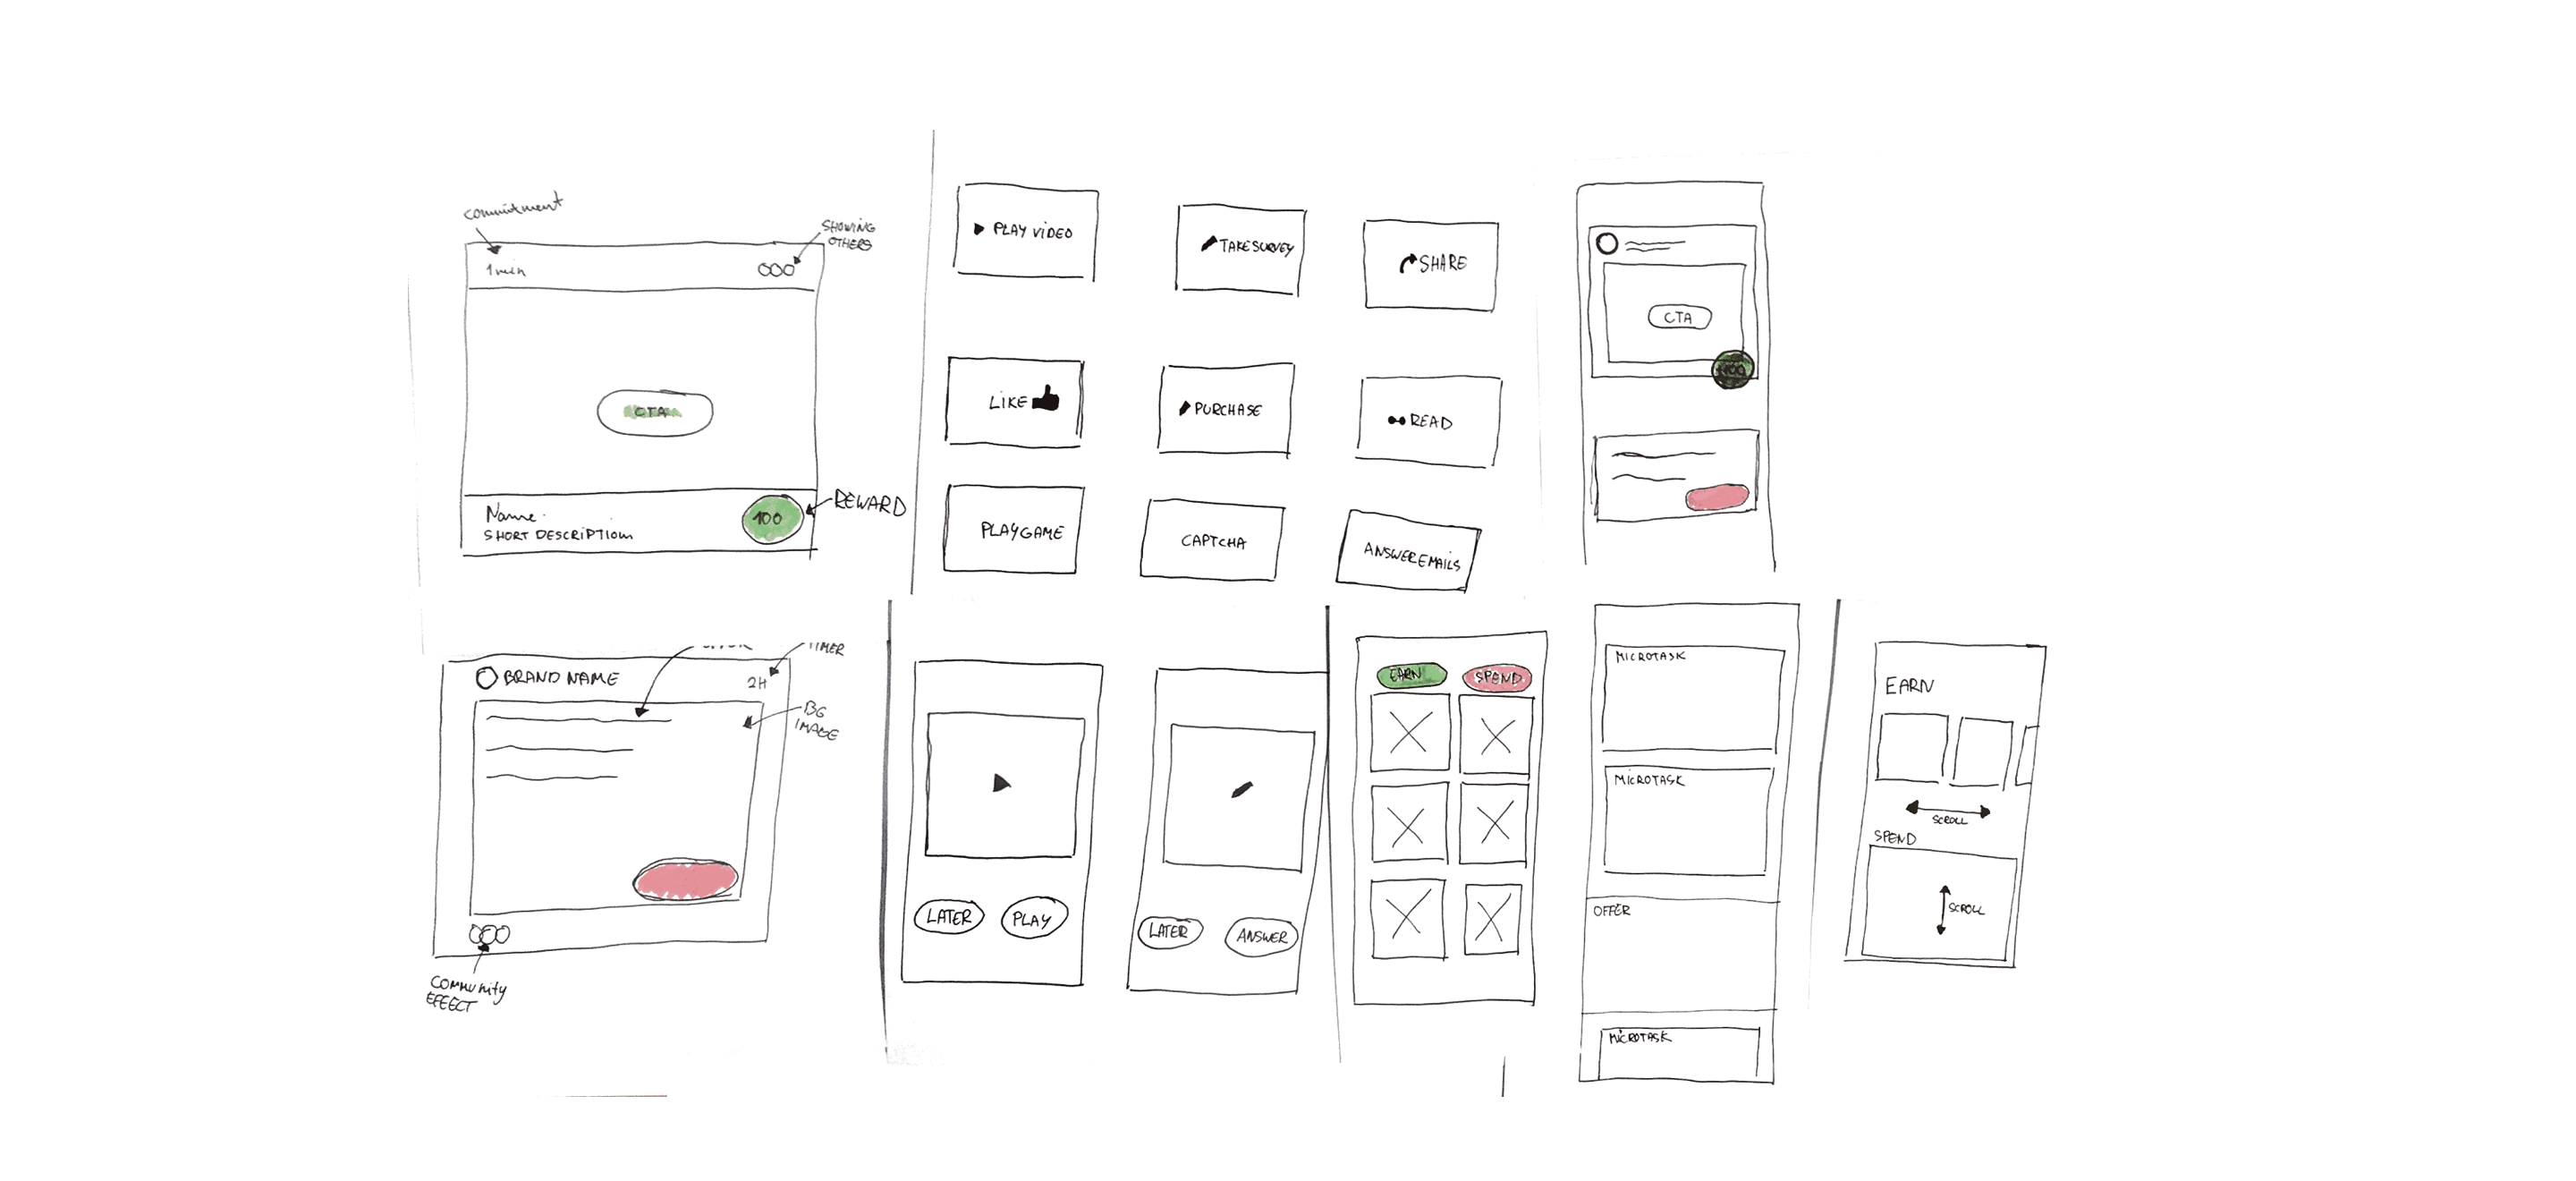 commitment
SHOWING
OTHERS
1min
CTA
Name
SHORT DESCRIPTION
100
REWARD
PLAY VIDEO
TAKE SURVEY
SHARE
LIKE
PURCHASE
READ
PLAYGAME
CAPTCHA
ANSWER EMAILS
CTA
100
BRAND NAME
TIMER
2H
BG
IMAGE
COMMUNITY
EFFECT
LATER
PLAY
LATER
ANSWER
EARN
SPEND
MICROTASK
MICROTASK
OFFER
MICROTASK
EARN
SCROLL
SPEND
SCROLL